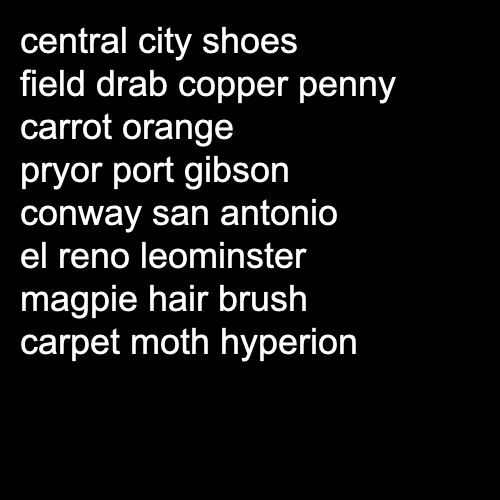 central city shoes
field drab copper penny
carrot orange
pryor port gibson
conway san antonio
el reno leominster
magpie hair brush
carpet moth hyperion